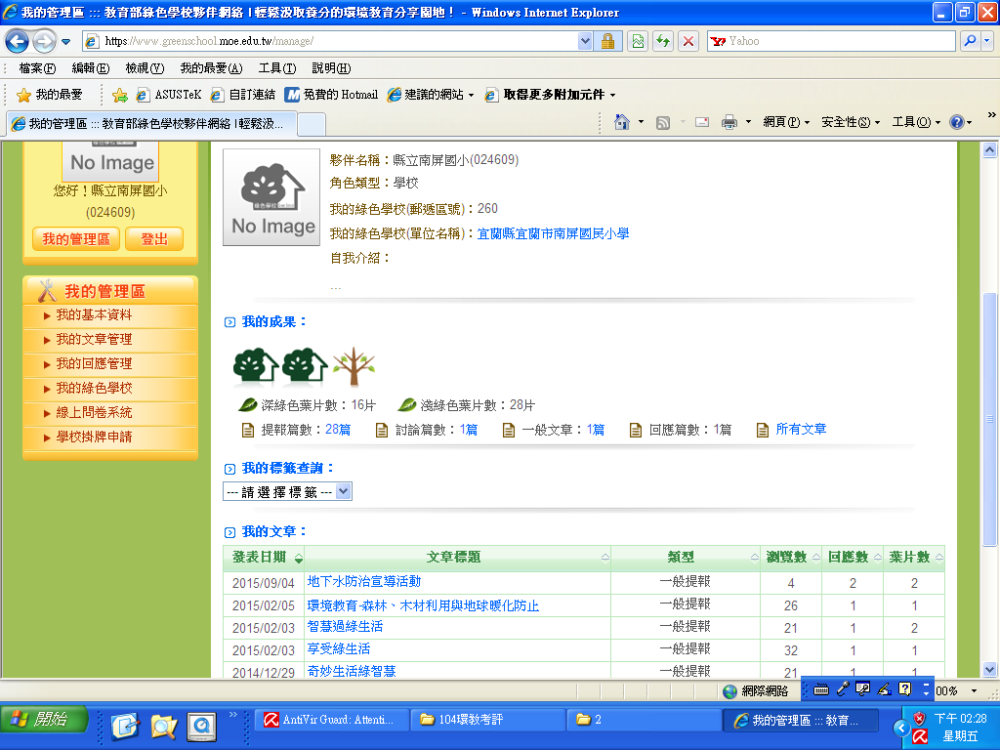 我的管理區 ::: 教育部綠色學校夥伴網絡 | 輕鬆汲取養分的環境教育分享園地！ - Windows Internet Explorer
https://www.greenschool.moe.edu.tw/manage/
Yahoo
檔案(F) 編輯(E) 檢視(V) 我的最愛(A) 工具(T) 說明(H)
我的最愛 ASUSTeK 自訂連結 免費的 Hotmail 建議的網站 取得更多附加元件
我的管理區 ::: 教育部綠色學校夥伴網絡 | 輕鬆汲...
網頁(P) 安全性(S) 工具(O) »
No Image
您好！縣立南屏國小
(024609)
我的管理區 登出
我的管理區
我的基本資料
我的文章管理
我的回應管理
我的綠色學校
線上問卷系統
學校掛牌申請
No Image
夥伴名稱：縣立南屏國小(024609)
角色類型：學校
我的綠色學校(郵遞區號)：260
我的綠色學校(單位名稱)：宜蘭縣宜蘭市南屏國民小學
自我介紹：
...
我的成果：
深綠色葉片數：16片 淺綠色葉片數：28片
提報篇數：28篇 討論篇數：1篇 一般文章：1篇 回應篇數：1篇 所有文章
我的標籤查詢：
--- 請 選 擇 標 籤 ---
我的文章：
發表日期 文章標題 類型 瀏覽數 回應數 葉片數
2015/09/04 地下水防治宣導活動 一般提報 4 2 2
2015/02/05 環境教育-森林、木材利用與地球暖化防止 一般提報 26 1 1
2015/02/03 智慧過綠生活 一般提報 21 1 2
2015/02/03 享受綠生活 一般提報 32 1 1
2014/12/29 奇妙生活綠智慧 一般提報 21 1 1
網際網路 00%
開始 » AntiVir Guard: Attenti... 104環教考評 2 我的管理區 ::: 教育... 下午 02:28
星期五